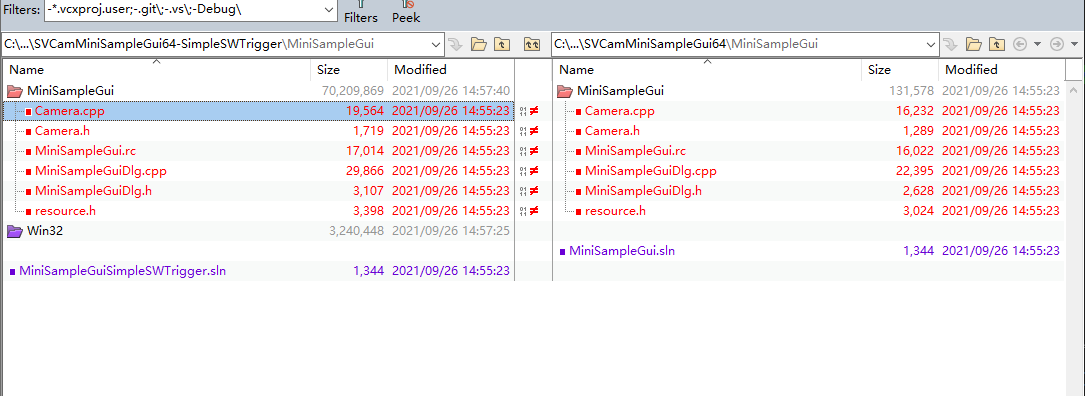 Filters: -*.vcxproj.user;-.git\;-.vs\;-Debug\ Filters Peek
C:\...\SVCamMiniSampleGui64-SimpleSWTrigger\MiniSampleGui C:\...\SVCamMiniSampleGui64\MiniSampleGui
Name Size Modified Name Size Modified
MiniSampleGui 70,209,869 2021/09/26 14:57:40 MiniSampleGui 131,578 2021/09/26 14:55:23
Camera.cpp 19,564 2021/09/26 14:55:23 Camera.cpp 16,232 2021/09/26 14:55:23
Camera.h 1,719 2021/09/26 14:55:23 Camera.h 1,289 2021/09/26 14:55:23
MiniSampleGui.rc 17,014 2021/09/26 14:55:23 MiniSampleGui.rc 16,022 2021/09/26 14:55:23
MiniSampleGuiDlg.cpp 29,866 2021/09/26 14:55:23 MiniSampleGuiDlg.cpp 22,395 2021/09/26 14:55:23
MiniSampleGuiDlg.h 3,107 2021/09/26 14:55:23 MiniSampleGuiDlg.h 2,628 2021/09/26 14:55:23
resource.h 3,398 2021/09/26 14:55:23 resource.h 3,024 2021/09/26 14:55:23
Win32 3,240,448 2021/09/26 14:57:25
MiniSampleGui.sln 1,344 2021/09/26 14:55:23
MiniSampleGuiSimpleSWTrigger.sln 1,344 2021/09/26 14:55:23